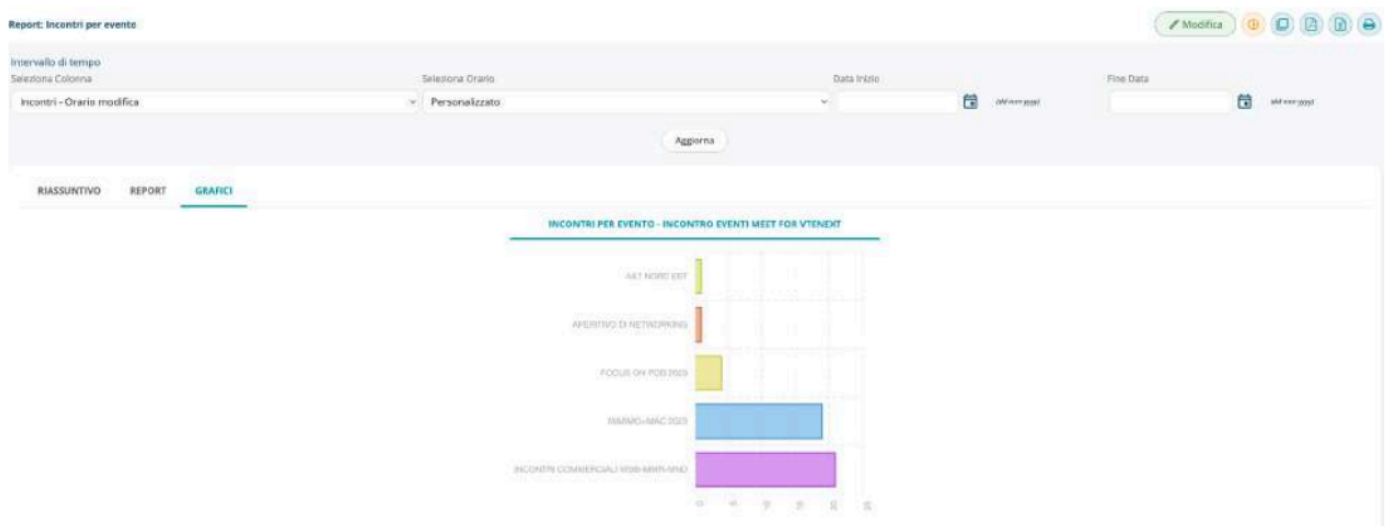 Report: Incontri per evento
Modifica
Intervallo di tempo
Seleziona Colonna
Seleziona Orario
Data Inizio
Fine Data
Incontri - Orario modifica
Personalizzato
Aggiorna
RIASSUNTIVO
REPORT
GRAFICI
INCONTRI PER EVENTO - INCONTRO EVENTI MEET FOR VTENEXT
A&T NORD EST
APERITIVO DI NETWORKING
FOCUS ON PCB 2023
INCONTRI COMMERCIALI